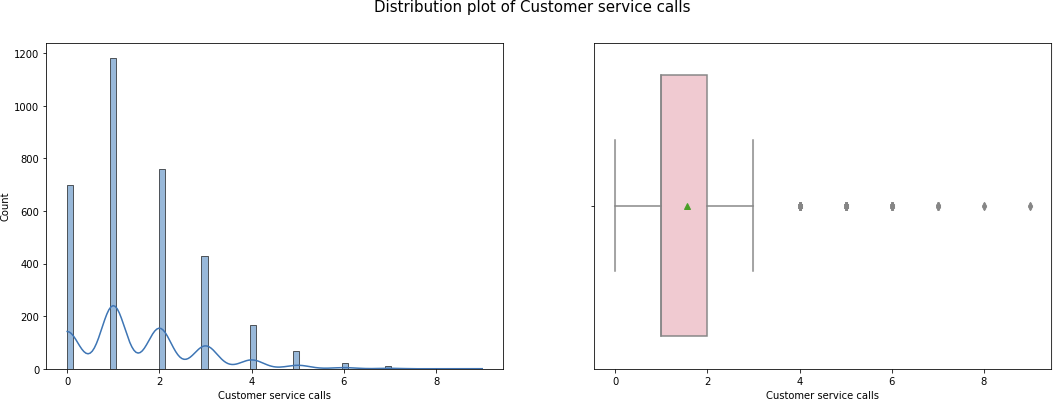 Distribution plot of Customer service calls
1200
1000
800
600
400
200
0
Count
0 2 4 6 8
Customer service calls
0 2 4 6 8
Customer service calls